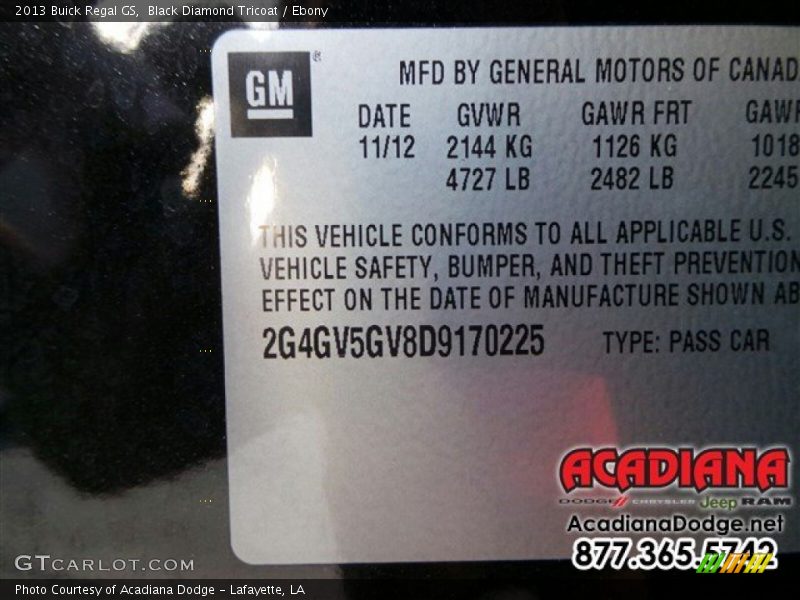 2013 Buick Regal GS, Black Diamond Tricoat / Ebony
GM ®
MFD BY GENERAL MOTORS OF CANAD
DATE GVWR GAWR FRT GAWR
11/12 2144 KG 1126 KG 1018
4727 LB 2482 LB 2245
THIS VEHICLE CONFORMS TO ALL APPLICABLE U.S.
VEHICLE SAFETY, BUMPER, AND THEFT PREVENTION
EFFECT ON THE DATE OF MANUFACTURE SHOWN AB
2G4GV5GV8D9170225 TYPE: PASS CAR
ACADIANA
DODGE CHRYSLER Jeep RAM
AcadianaDodge.net
877.365.5742
GTCARLOT.COM
Photo Courtesy of Acadiana Dodge - Lafayette, LA